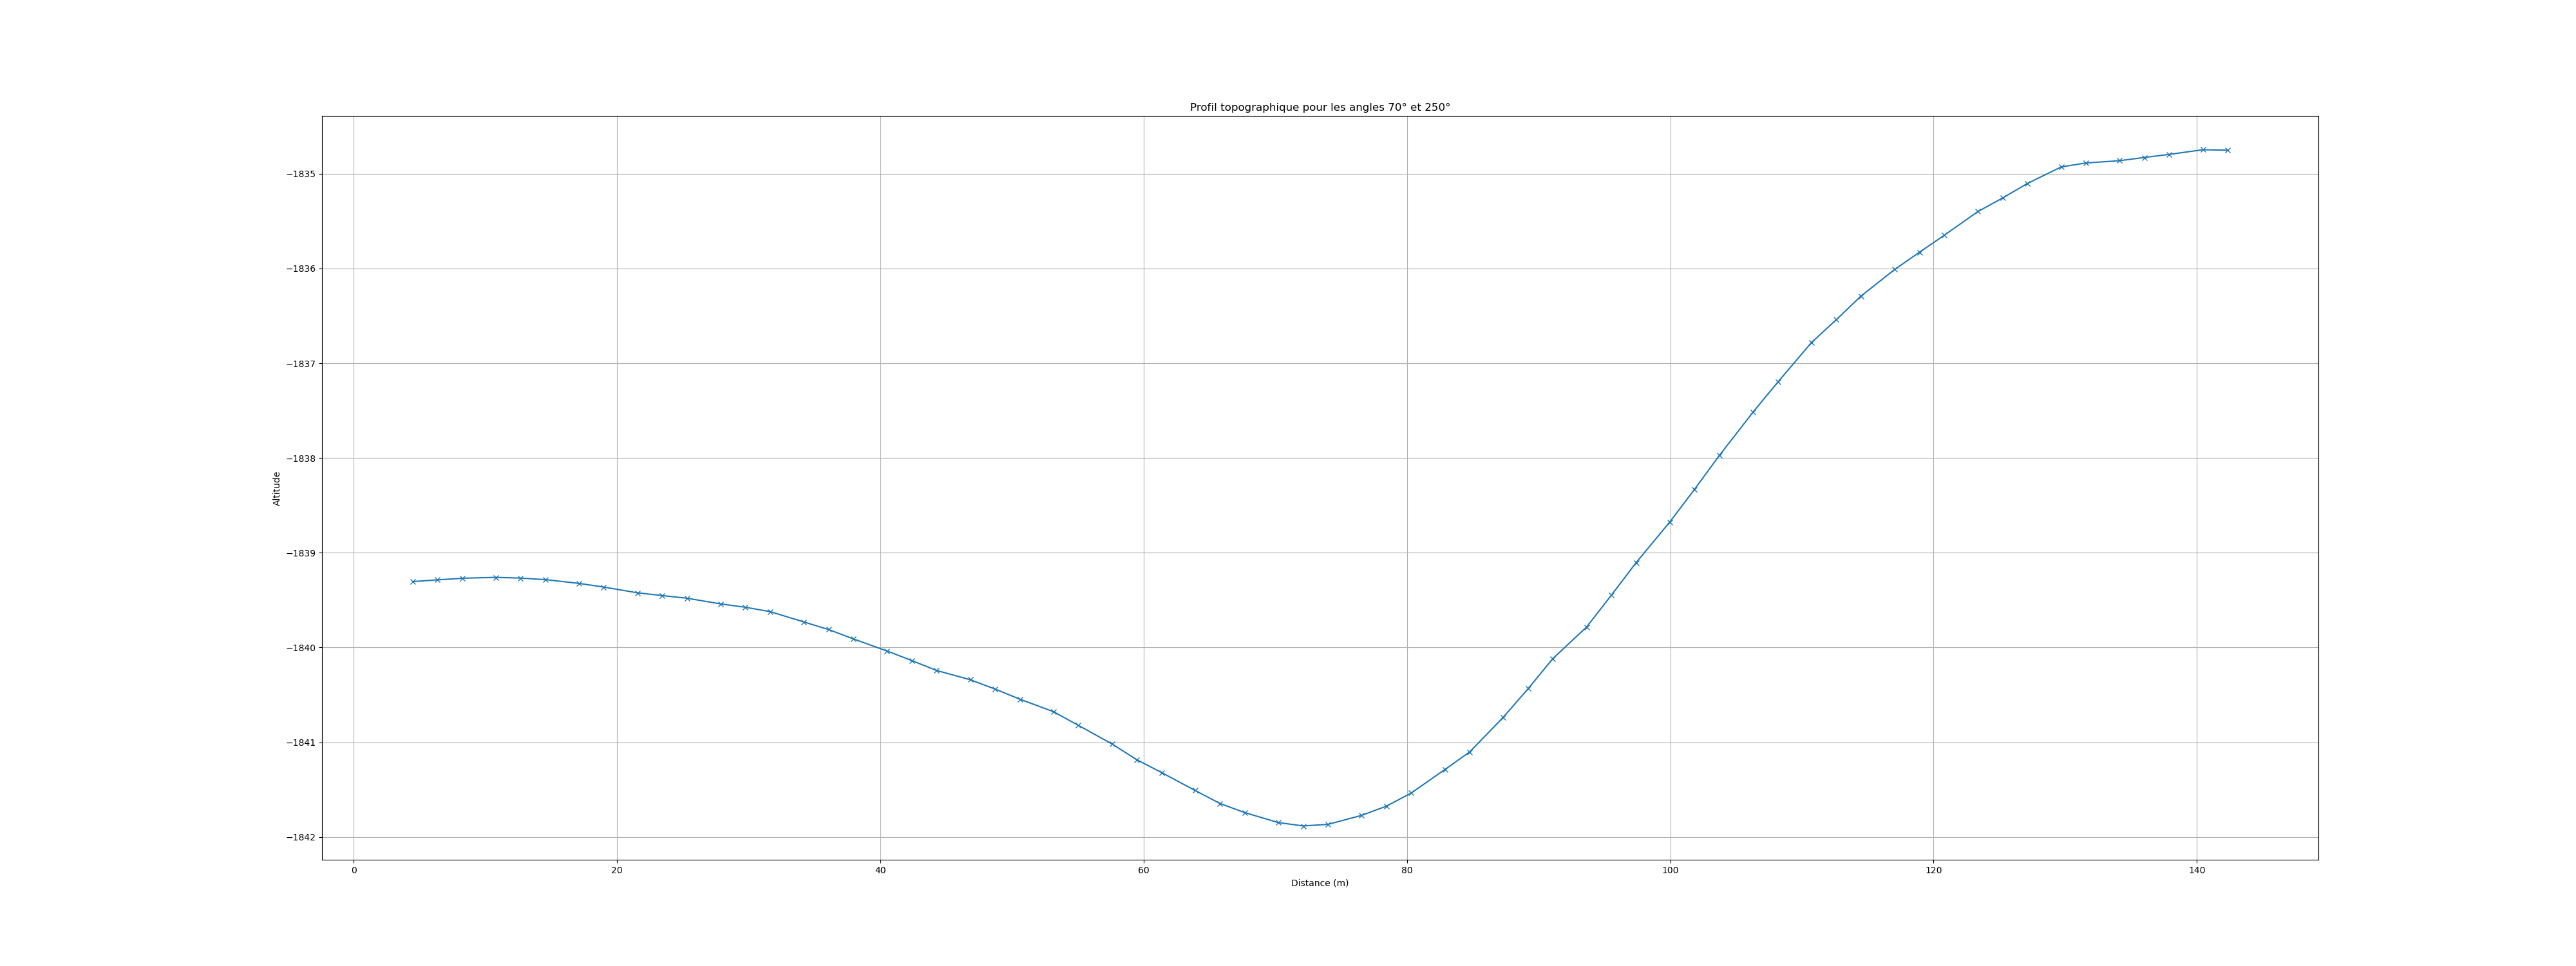 Profil topographique pour les angles 70° et 250°
Altitude
−1835
−1836
−1837
−1838
−1839
−1840
−1841
−1842
0 20 40 60 80 100 120 140
Distance (m)